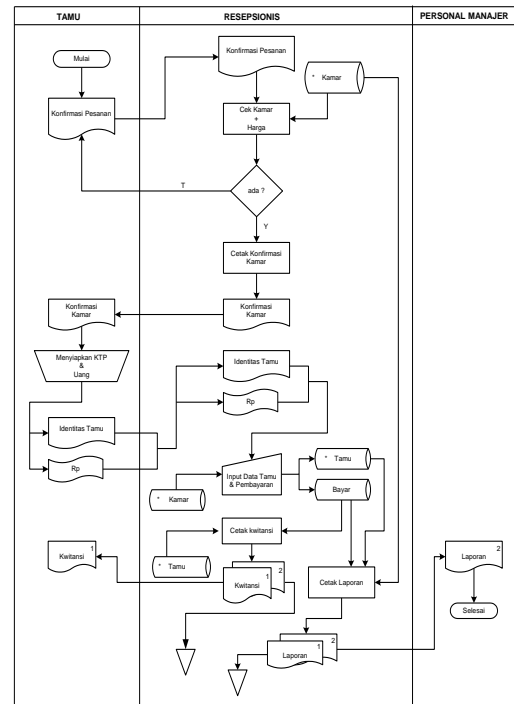 TAMU
RESEPSIONIS
PERSONAL MANAJER
Mulai
Konfirmasi Pesanan
Konfirmasi Pesanan
* Kamar
Cek Kamar
+
Harga
ada ?
T
Y
Cetak Konfirmasi
Kamar
Konfirmasi
Kamar
Konfirmasi
Kamar
Menyiapkan KTP
&
Uang
Identitas Tamu
Rp
Identitas Tamu
Rp
* Kamar
Input Data Tamu
& Pembayaran
* Tamu
Bayar
Cetak kwitansi
* Tamu
Kwitansi
1
Kwitansi
1
2
Cetak Laporan
Laporan
1
2
Laporan
2
Selesai